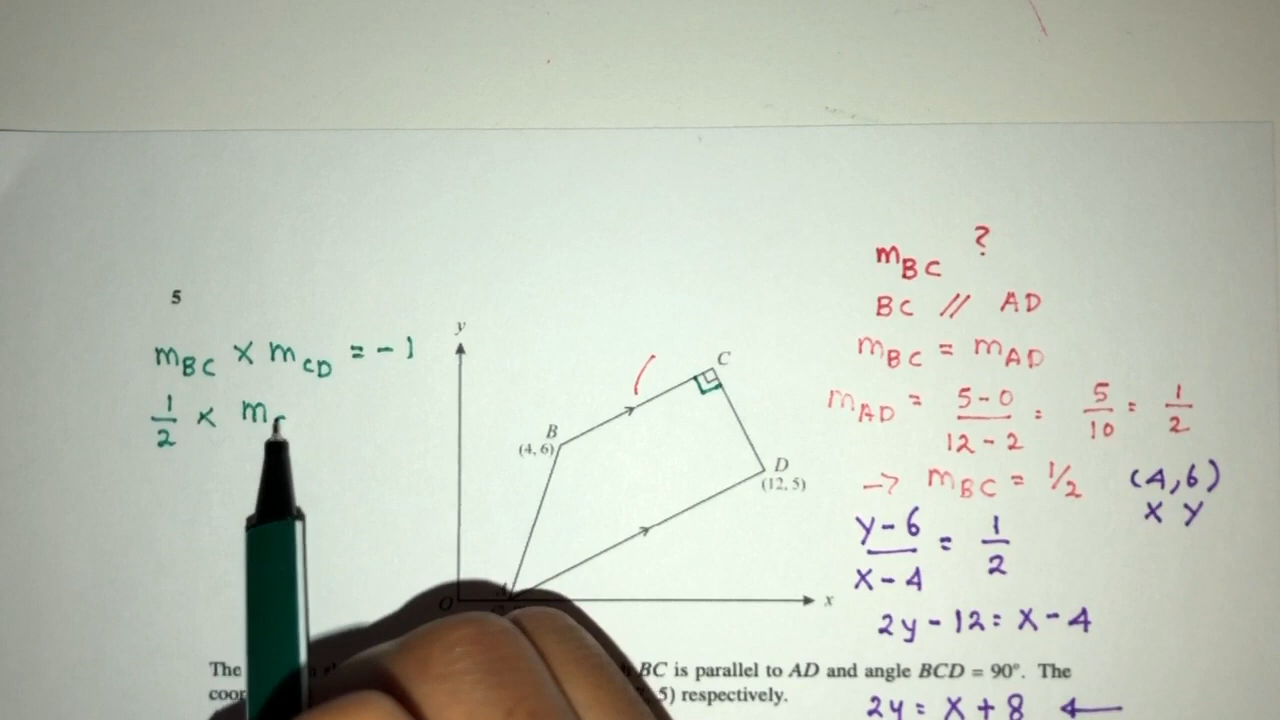 5
m_BC × m_CD = -1
1/2 × m
y
C
B
(4, 6)
D
(12, 5)
O
x
m_BC ?
BC // AD
m_BC = m_AD
m_AD = 5-0/12-2 = 5/10 = 1/2
→ m_BC = 1/2 (4,6)
x y
y-6/x-4 = 1/2
2y-12 = x-4
The BC is parallel to AD and angle BCD = 90°. The
5) respectively.
2y = x+8 ←